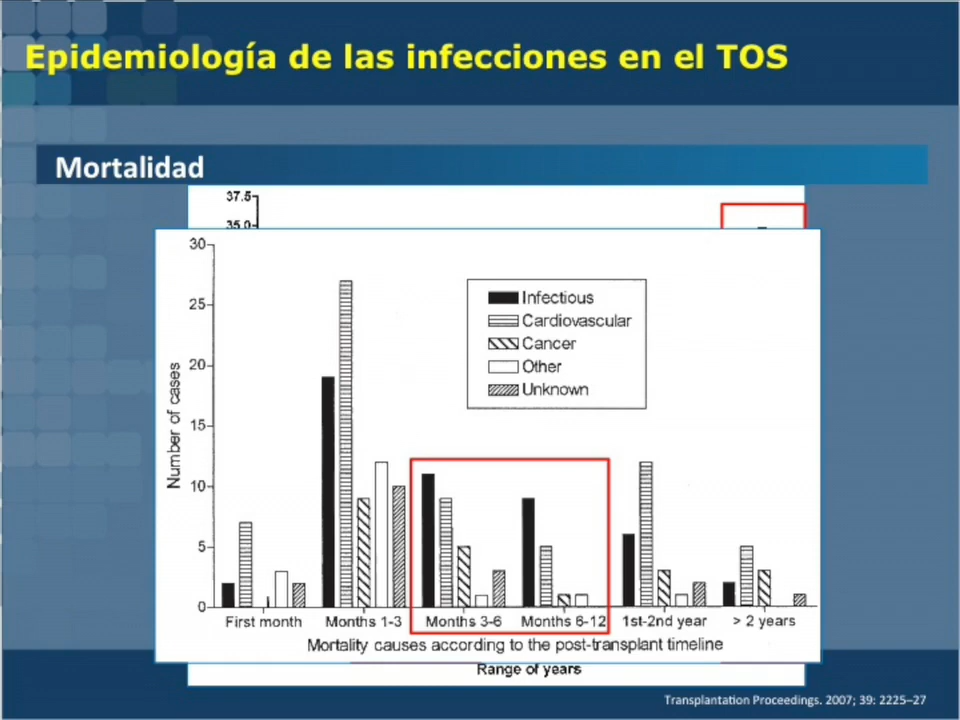 Epidemiología de las infecciones en el TOS
Mortalidad
37.5
35.0
30
25
20
15
10
5
0
Number of cases
Infectious
Cardiovascular
Cancer
Other
Unknown
First month Months 1-3 Months 3-6 Months 6-12 1st-2nd year > 2 years
Mortality causes according to the post-transplant timeline
Range of years
Transplantation Proceedings. 2007; 39: 2225–27